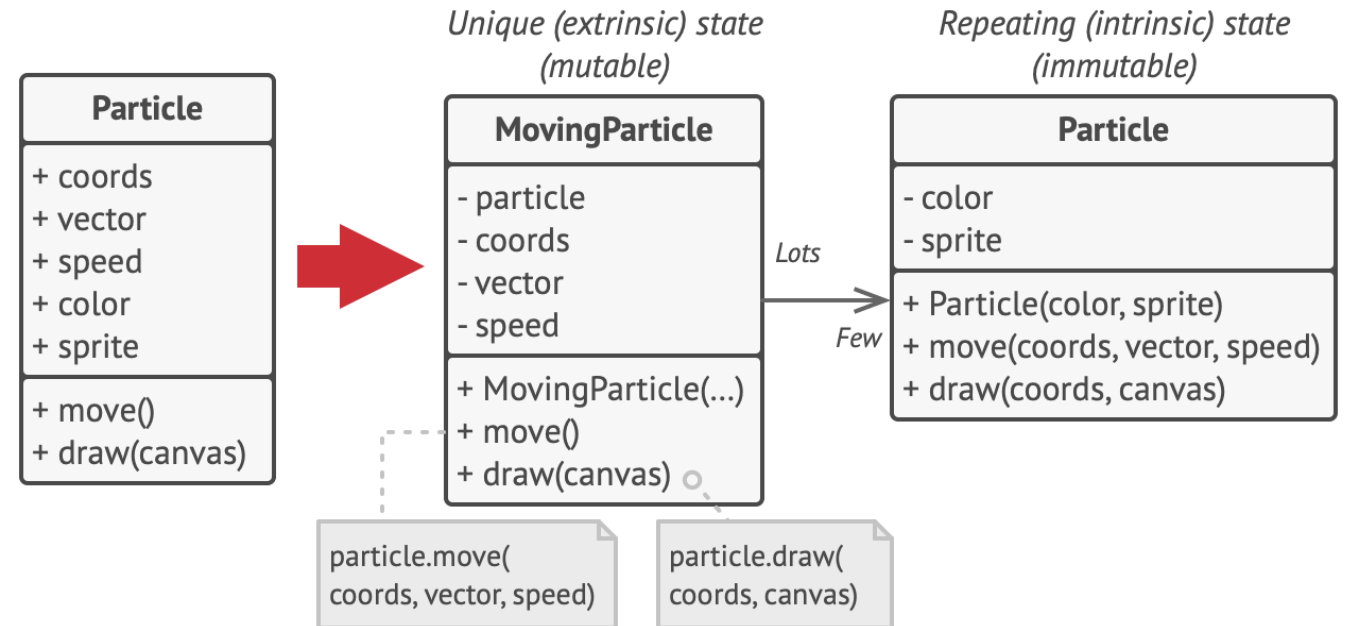 Particle
+ coords
+ vector
+ speed
+ color
+ sprite
+ move()
+ draw(canvas)
Unique (extrinsic) state
(mutable)
MovingParticle
- particle
- coords
- vector
- speed
+ MovingParticle(...)
+ move()
+ draw(canvas)
particle.move(
coords, vector, speed)
particle.draw(
coords, canvas)
Lots
Few
Repeating (intrinsic) state
(immutable)
Particle
- color
- sprite
+ Particle(color, sprite)
+ move(coords, vector, speed)
+ draw(coords, canvas)